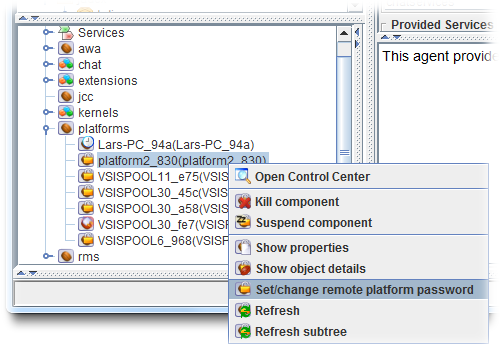 Services
awa
chat
extensions
jcc
kernels
platforms
Lars-PC_94a(Lars-PC_94a)
platform2_830(platform2_830)
VSISPOOL11_e75(VSIS
VSISPOOL30_45c(VSIS
VSISPOOL30_a58(VSIS
VSISPOOL30_fe7(VSIS
VSISPOOL6_968(VSISP
rms
Provided Services
This agent provide
Open Control Center
Kill component
Suspend component
Show properties
Show object details
Set/change remote platform password
Refresh
Refresh subtree